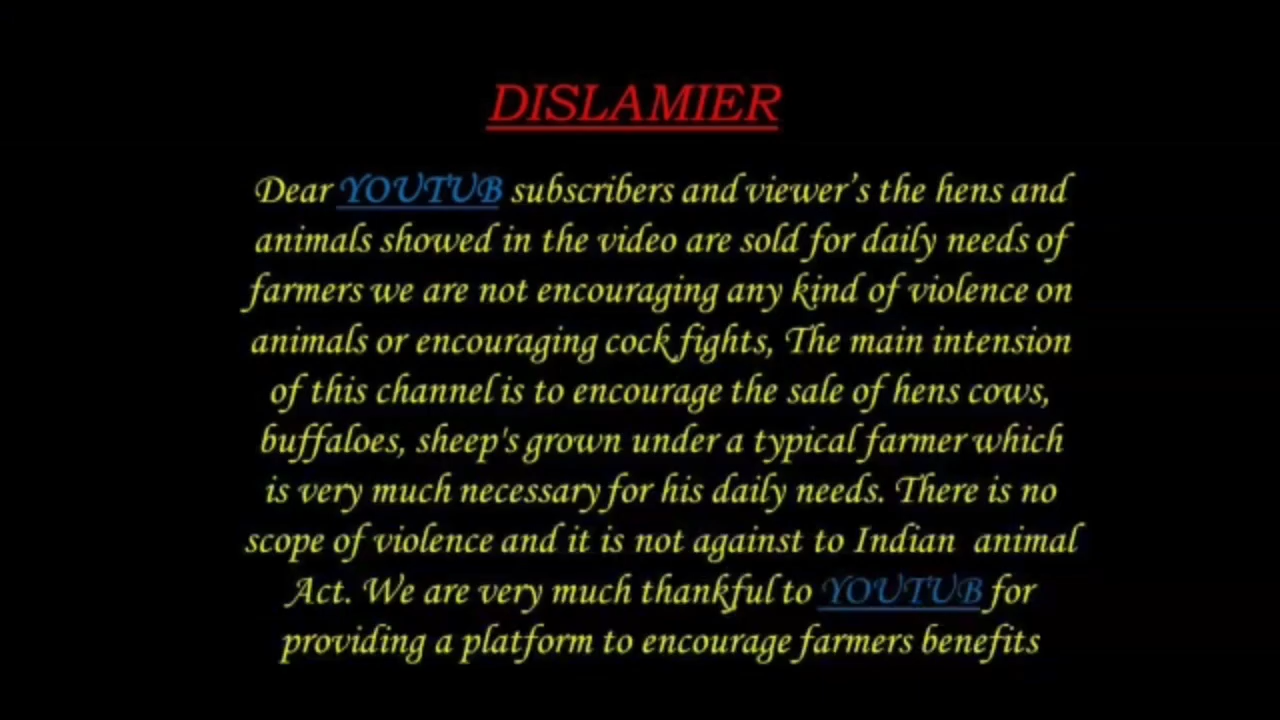 DISLAMIER
Dear YOUTUB subscribers and viewer's the hens and
animals showed in the video are sold for daily needs of
farmers we are not encouraging any kind of violence on
animals or encouraging cock fights, The main intension
of this channel is to encourage the sale of hens cows,
buffaloes, sheep's grown under a typical farmer which
is very much necessary for his daily needs. There is no
scope of violence and it is not against to Indian  animal
Act. We are very much thankful to YOUTUB for
providing a platform to encourage farmers benefits